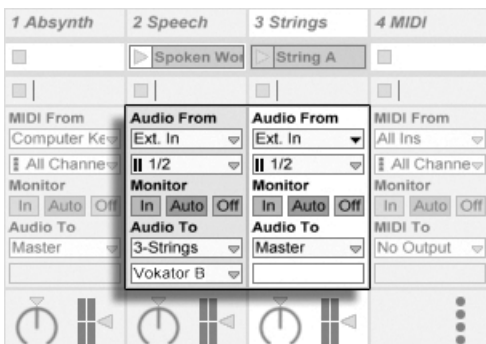 1 Absynth 2 Speech 3 Strings 4 MIDI
Spoken Wor String A
MIDI From Audio From Audio From MIDI From
Computer Ke Ext. In Ext. In All Ins
All Channe 1/2 1/2 All Channe
Monitor Monitor Monitor Monitor
In Auto Off In Auto Off In Auto Off In Auto Off
Audio To Audio To Audio To MIDI To
Master 3-Strings Master No Output
Vokator B